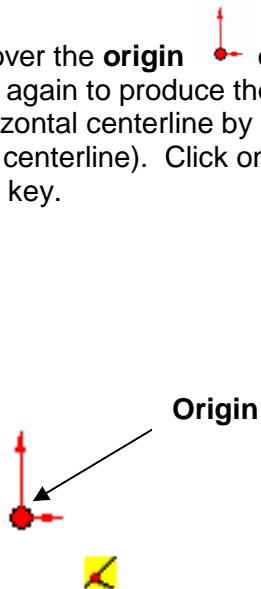 over the origin
again to produce the
zontal centerline by
centerline). Click on
key.
Origin